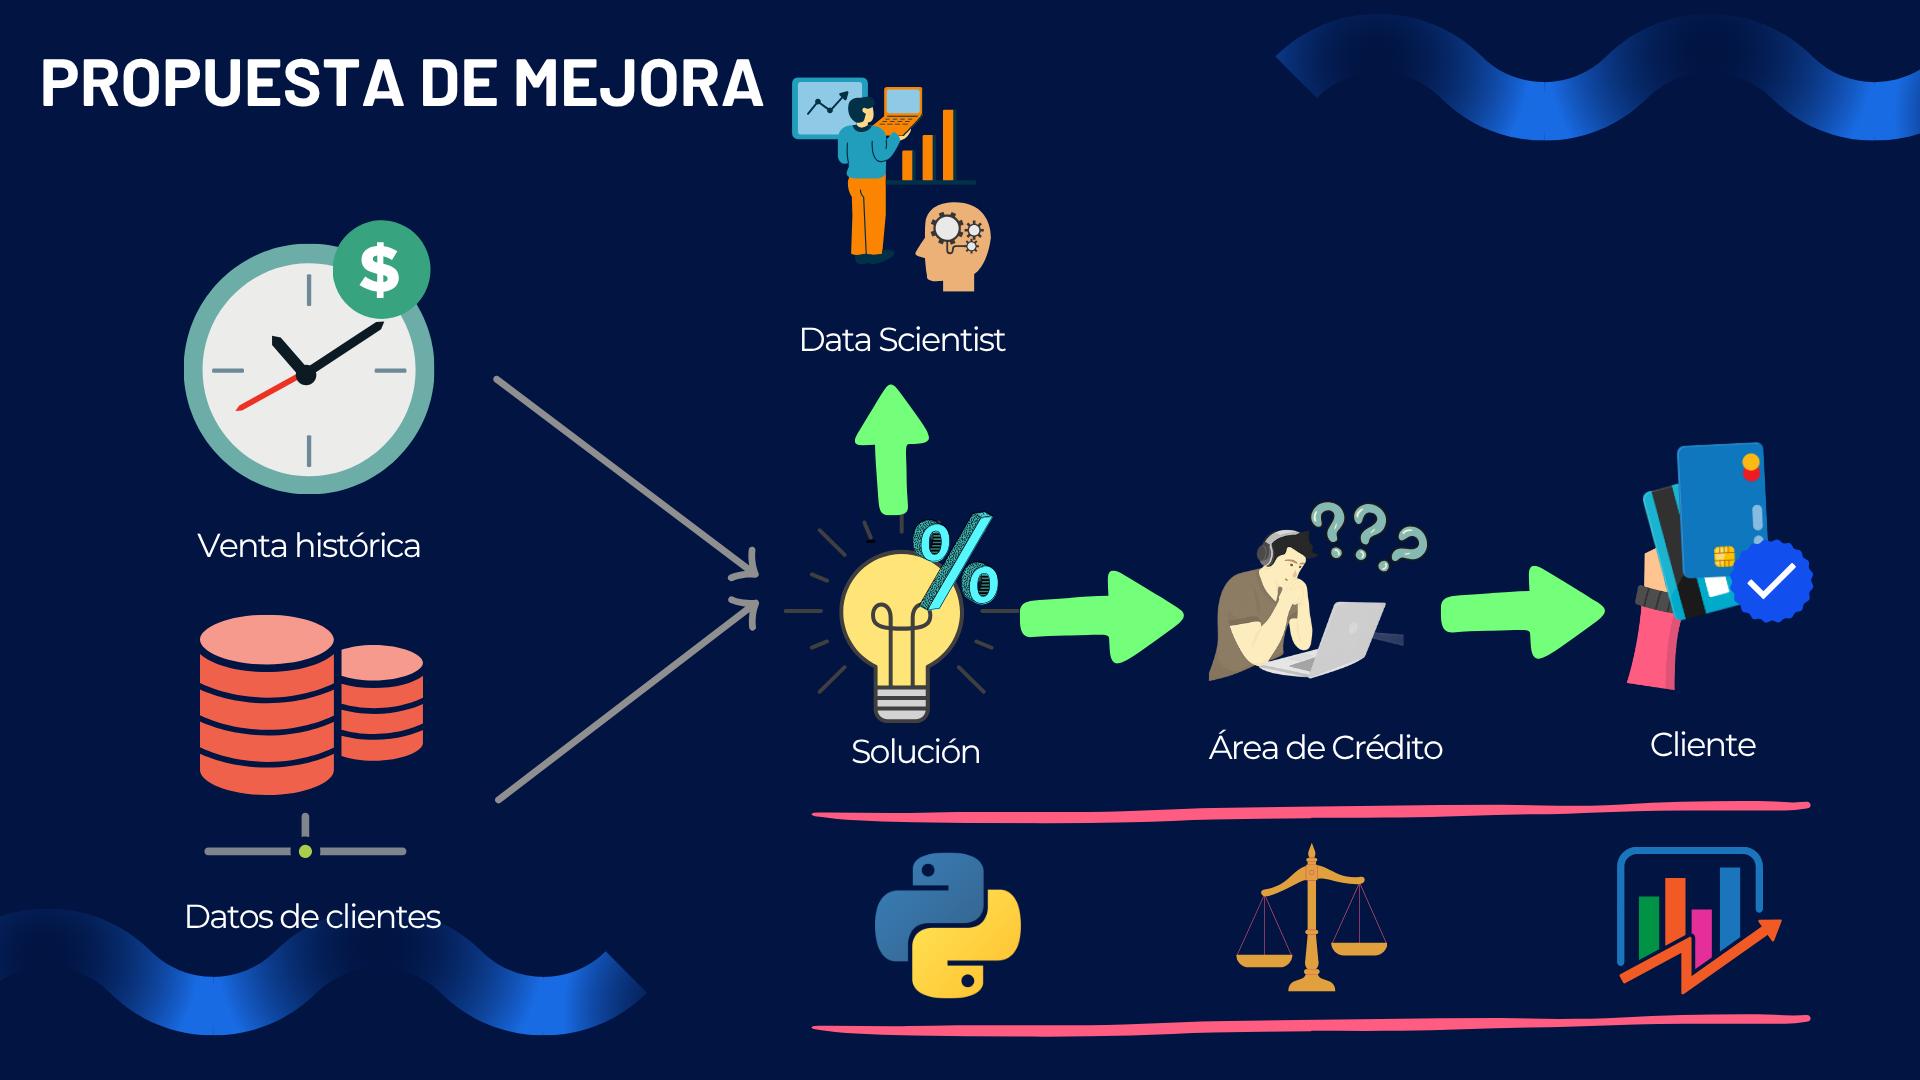 PROPUESTA DE MEJORA
$
Data Scientist
Venta histórica
%
???
Solución
Área de Crédito
Cliente
Datos de clientes